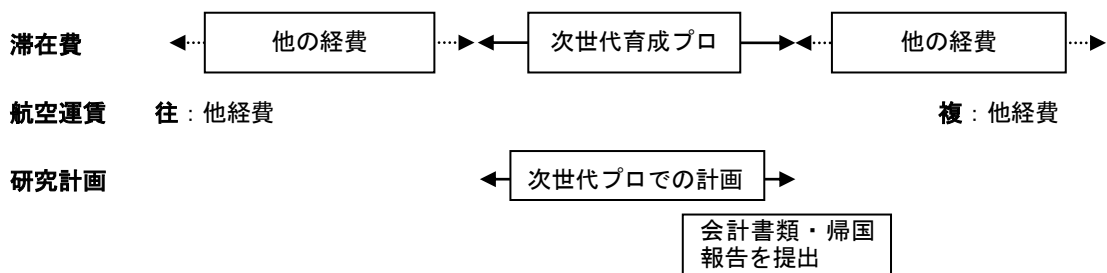 滞在費 他の経費 次世代育成プロ 他の経費
航空運賃 往：他経費 複：他経費
研究計画 次世代プロでの計画
会計書類・帰国
報告を提出